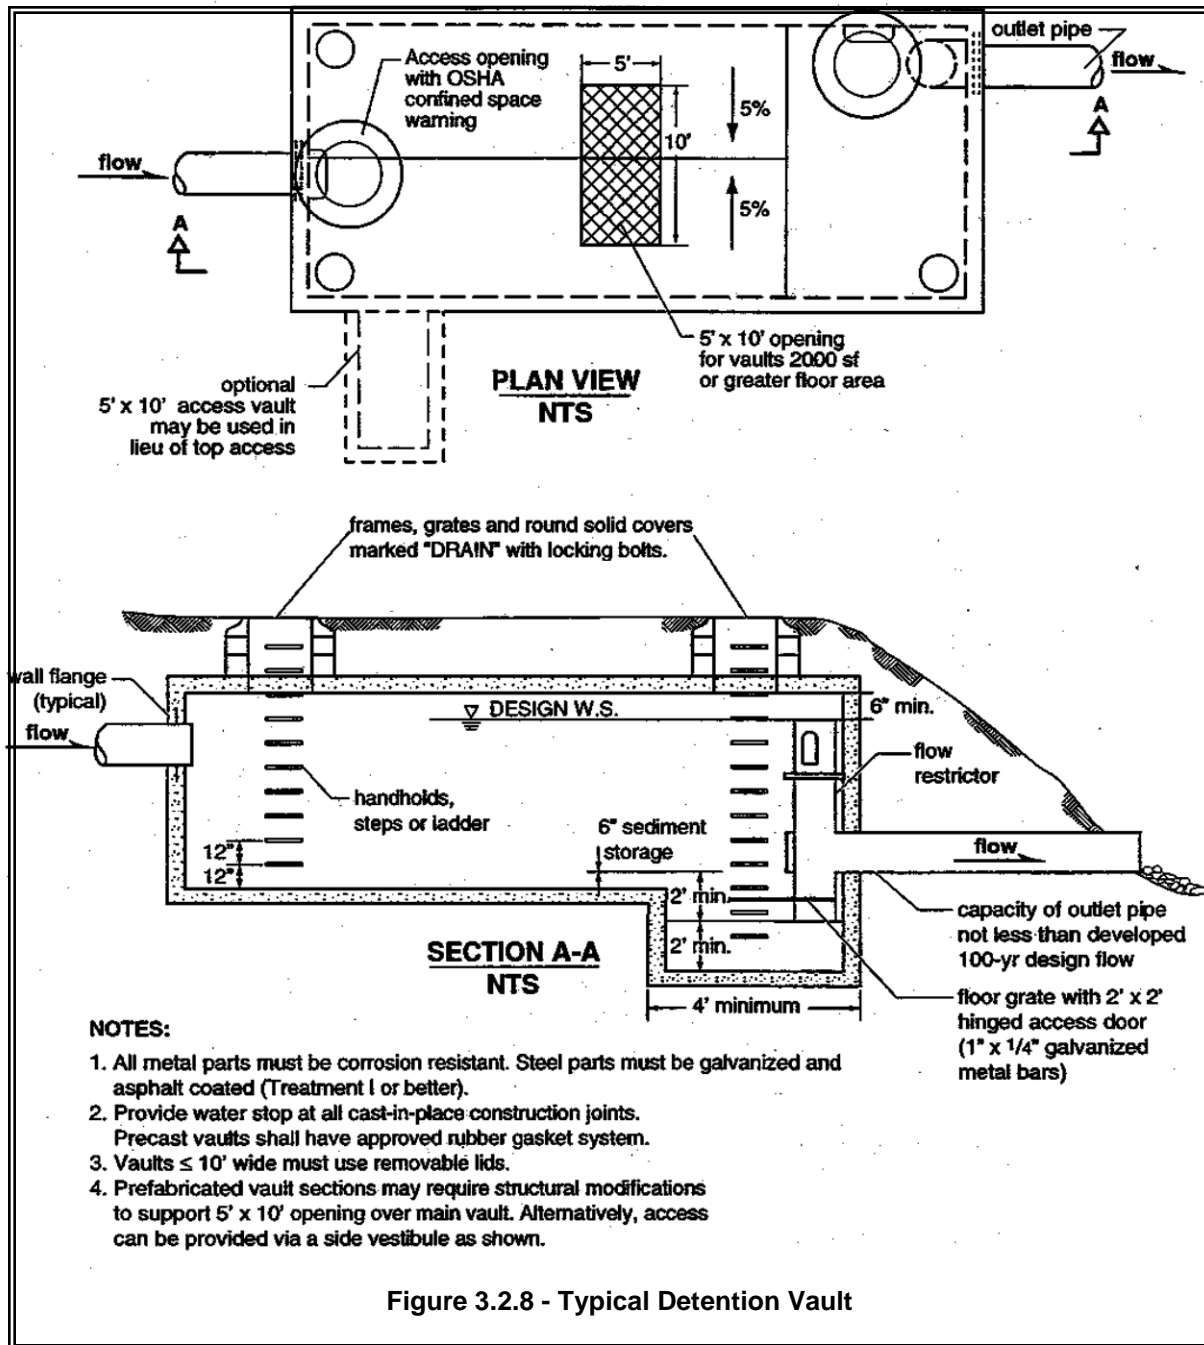 outlet pipe
flow
A
Access opening
with OSHA
confined space
warning
5'
10'
5%
5%
flow
A
5' x 10' opening
for vaults 2000 sf
or greater floor area
optional
5' x 10' access vault
may be used in
lieu of top access
PLAN VIEW
NTS
frames, grates and round solid covers
marked "DRAIN" with locking bolts.
wall flange
(typical)
flow
DESIGN W.S.
6" min.
flow
restrictor
handholds,
steps or ladder
6" sediment
storage
12"
12"
flow
2' min.
2' min.
capacity of outlet pipe
not less than developed
100-yr design flow
SECTION A-A
NTS
4' minimum
floor grate with 2' x 2'
hinged access door
(1" x 1/4" galvanized
metal bars)
NOTES:
1. All metal parts must be corrosion resistant. Steel parts must be galvanized and
asphalt coated (Treatment I or better).
2. Provide water stop at all cast-in-place construction joints.
Precast vaults shall have approved rubber gasket system.
3. Vaults ≤ 10' wide must use removable lids.
4. Prefabricated vault sections may require structural modifications
to support 5' x 10' opening over main vault. Alternatively, access
can be provided via a side vestibule as shown.
Figure 3.2.8 - Typical Detention Vault